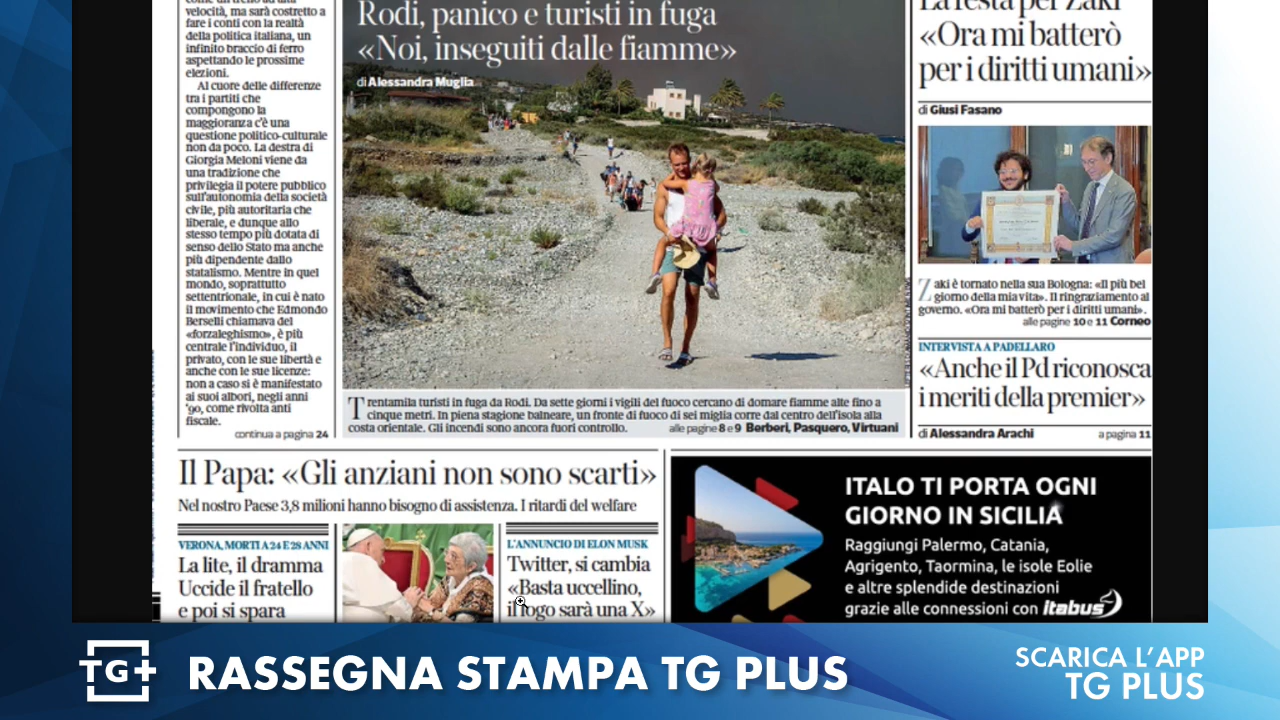 velocità, ma sarà costretto a
fare i conti con la realtà
della politica italiana, un
infinito braccio di ferro
aspettando le prossime
elezioni.
Al cuore delle differenze
tra i partiti che
compongono la
maggioranza c'è una
questione politico-culturale
non da poco. La destra di
Giorgia Meloni viene da
una tradizione che
privilegia il potere pubblico
sull'autonomia della società
civile, più autoritaria che
liberale, e dunque allo
stesso tempo più dotata di
senso dello Stato ma anche
più dipendente dallo
statalismo. Mentre in quel
mondo, soprattutto
settentrionale, in cui è nato
il movimento che Edmondo
Berselli chiamava del
«forzaleghismo», è più
centrale l'individuo, il
privato, con le sue libertà e
anche con le sue licenze:
non a caso si è manifestato
ai suoi albori, negli anni
'90, come rivolta anti
fiscale.
continua a pagina 24
Rodi, panico e turisti in fuga
«Noi, inseguiti dalle fiamme»
di Alessandra Muglia
Trentamila turisti in fuga da Rodi. Da sette giorni i vigili del fuoco cercano di domare fiamme alte fino a
cinque metri. In piena stagione balneare, un fronte di fuoco di sei miglia corre dal centro dell'isola alla
costa orientale. Gli incendi sono ancora fuori controllo. alle pagine 8 e 9 Berberi, Pasquero, Virtuani
La festa per Zaki
«Ora mi batterò
per i diritti umani»
di Giusi Fasano
Zaki è tornato nella sua Bologna: «Il più bel
giorno della mia vita». Il ringraziamento al
governo. «Ora mi batterò per i diritti umani».
alle pagine 10 e 11 Corneo
INTERVISTA A PADELLARO
«Anche il Pd riconosca
i meriti della premier»
di Alessandra Arachi a pagina 11
Il Papa: «Gli anziani non sono scarti»
Nel nostro Paese 3,8 milioni hanno bisogno di assistenza. I ritardi del welfare
VERONA, MORTI A 24 E 28 ANNI
La lite, il dramma
Uccide il fratello
e poi si spara
L'ANNUNCIO DI ELON MUSK
Twitter, si cambia
«Basta uccellino,
il logo sarà una X»
ITALO TI PORTA OGNI
GIORNO IN SICILIA
Raggiungi Palermo, Catania,
Agrigento, Taormina, le isole Eolie
e altre splendide destinazioni
grazie alle connessioni con itabus
TG+
RASSEGNA STAMPA TG PLUS
SCARICA L'APP
TG PLUS